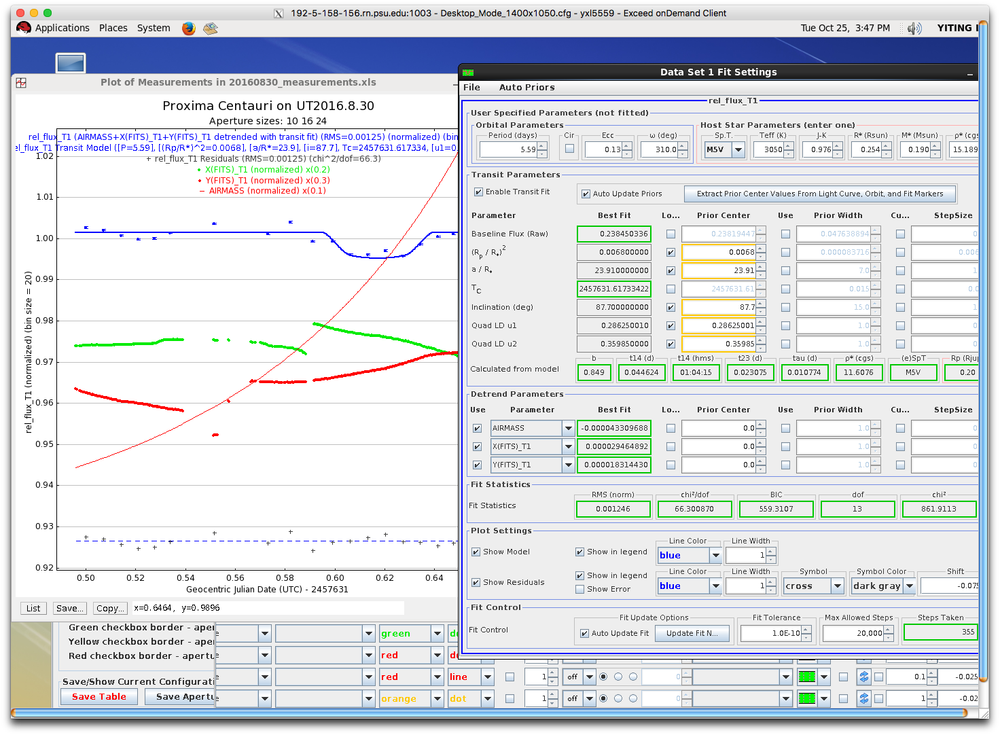 192-5-158-156.rn.psu.edu:1003 - Desktop_Mode_1400x1050.cfg - yxl5559 - Exceed onDemand Client
Applications Places System Tue Oct 25, 3:47 PM YITING
Plot of Measurements in 20160830_measurements.xls
Proxima Centauri on UT2016.8.30
Aperture sizes: 10 16 24
rel_flux_T1 (AIRMASS+X(FITS)_T1+Y(FITS)_T1 detrended with transit fit) (RMS=0.00125) (normalized) (bin
el_flux_T1 Transit Model ([P=5.59], [(Rp/R*)^2=0.0068], [a/R*=23.9], [i=87.7], Tc=2457631.617334, [u1=0.
+ rel_flux_T1 Residuals (RMS=0.00125) (chi^2/dof=66.3)
X(FITS)_T1 (normalized) x(0.2)
Y(FITS)_T1 (normalized) x(0.3)
AIRMASS (normalized) x(0.1)
1.02
1.01
1.00
0.99
0.98
0.97
0.96
0.95
0.94
0.93
0.92
rel_flux_T1 (normalized) (bin size = 20)
0.50 0.52 0.54 0.56 0.58 0.60 0.62 0.64
Geocentric Julian Date (UTC) - 2457631
List Save... Copy... x=0.6464, y=0.9896
Data Set 1 Fit Settings
File Auto Priors
rel_flux_T1
User Specified Parameters (not fitted)
Orbital Parameters Host Star Parameters (enter one)
Period (days) Cir Ecc ω (deg) Sp.T. Teff (K) J-K R* (Rsun) M* (Msun) ρ* (cgs
5.59 0.13 310.0 M5V 3050 0.976 0.254 0.190 15.189
Transit Parameters
Enable Transit Fit Auto Update Priors Extract Prior Center Values From Light Curve, Orbit, and Fit Markers
Parameter Best Fit Lo... Prior Center Use Prior Width Cu... StepSize
Baseline Flux (Raw) 0.238450336 0.23819447 0.047638894 0.
(Rp / R*)2 0.006800000 0.0068 0.000083716 0.006
a / R* 23.910000000 23.91 7.0 1
TC 2457631.61733422 2457631.61 0.015 0.0
Inclination (deg) 87.700000000 87.7 15.0 1
Quad LD u1 0.286250010 0.28625001 1.0 0
Quad LD u2 0.359850000 0.35985 1.0 0
b t14 (d) t14 (hms) t23 (d) tau (d) ρ* (cgs) (e)SpT Rp (Rjup
Calculated from model 0.849 0.044624 01:04:15 0.023075 0.010774 11.6076 M5V 0.20
Detrend Parameters
Use Parameter Best Fit Lo... Prior Center Use Prior Width Cu... StepSize
AIRMASS -0.000043309688 0.0 1.0 0
X(FITS)_T1 0.000029464892 0.0 1.0 0
Y(FITS)_T1 0.000018314430 0.0 1.0 0
Fit Statistics
RMS (norm) chi²/dof BIC dof chi²
Fit Statistics 0.001246 66.300870 559.3107 13 861.9113
Plot Settings
Line Color Line Width
Show Model Show in legend blue 1
Line Color Line Width Symbol Symbol Color Shift
Show Residuals Show in legend Show Error blue 1 cross dark gray -0.075
Fit Control
Fit Update Options Fit Tolerance Max Allowed Steps Steps Taken
Fit Control Auto Update Fit Update Fit N... 1.0E-10 20,000 355
Green checkbox border - aper
Yellow checkbox border - ape
Red checkbox border - apertu
Save/Show Current Configurati
Save Table Save Apertu
e green d
e red d
e red line 1 off 0 0.1 -0.025
e orange dot 1 off 0 1 -0.02